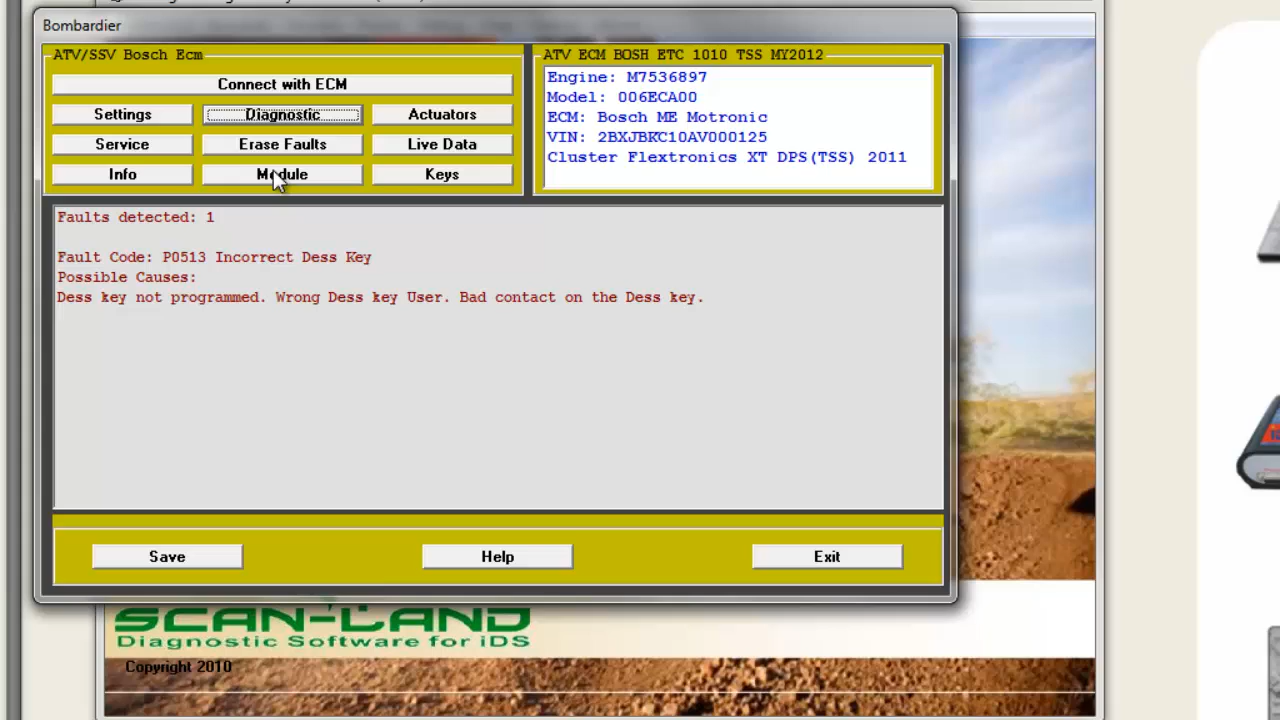 Bombardier
ATV/SSV Bosch Ecm
Connect with ECM
Settings
Diagnostic
Actuators
Service
Erase Faults
Live Data
Info
Module
Keys
ATV ECM BOSH ETC 1010 TSS MY2012
Engine: M7536897
Model: 006ECA00
ECM: Bosch ME Motronic
VIN: 2BXJBKC10AV000125
Cluster Flextronics XT DPS(TSS) 2011
Faults detected: 1
Fault Code: P0513 Incorrect Dess Key
Possible Causes:
Dess key not programmed. Wrong Dess key User. Bad contact on the Dess key.
Save
Help
Exit
SCAN-LAND
Diagnostic Software for iDS
Copyright 2010